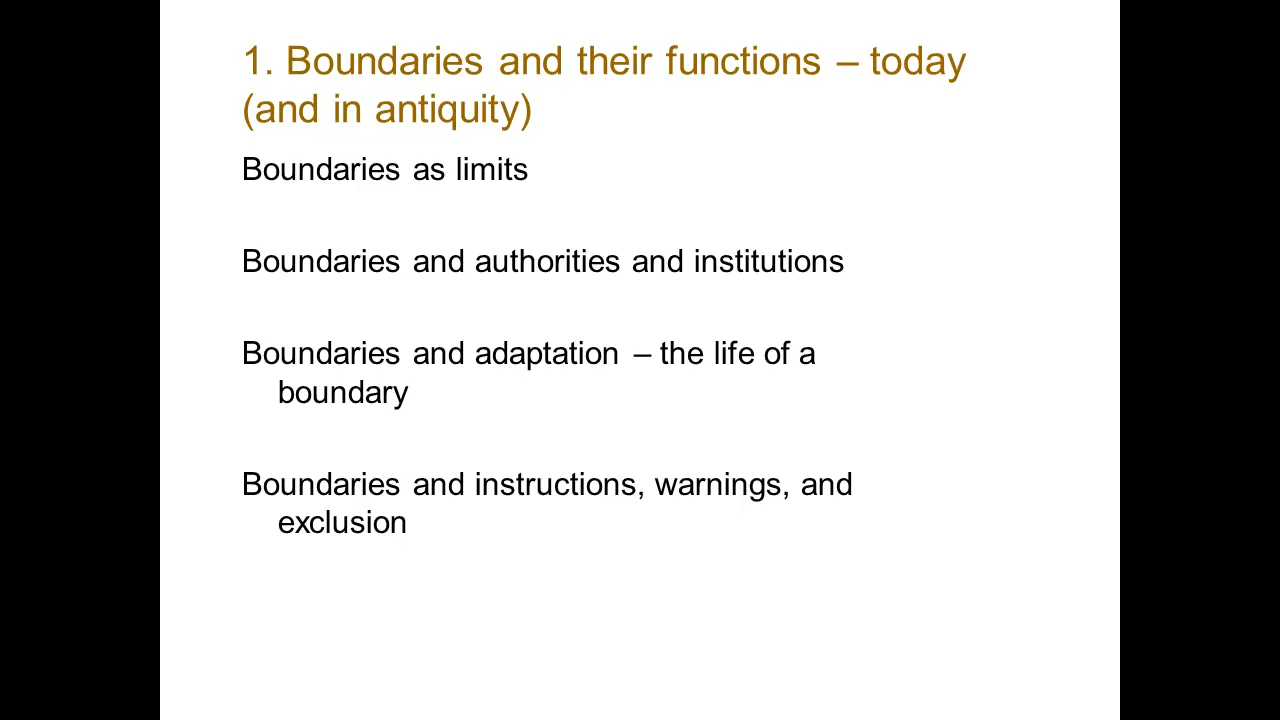 1. Boundaries and their functions – today
(and in antiquity)
Boundaries as limits
Boundaries and authorities and institutions
Boundaries and adaptation – the life of a
boundary
Boundaries and instructions, warnings, and
exclusion